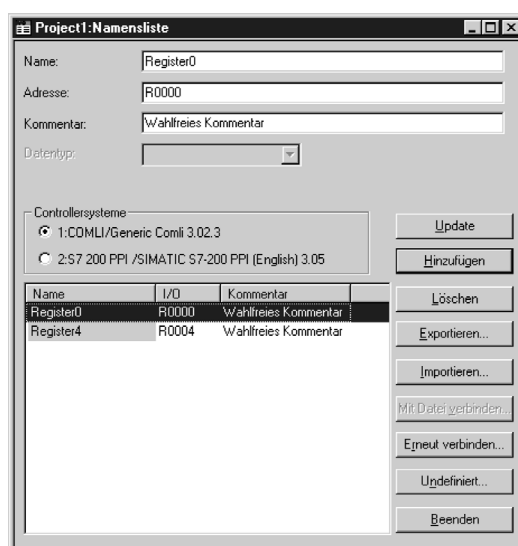 Project1:Namensliste
Name: Register0
Adresse: R0000
Kommentar: Wahlfreies Kommentar
Datentyp:
Controllersysteme
1:COMLI/Generic Comli 3.02.3
2:S7 200 PPI /SIMATIC S7-200 PPI (English) 3.05
Update
Hinzufügen
Name I/O Kommentar
Register0 R0000 Wahlfreies Kommentar
Register4 R0004 Wahlfreies Kommentar
Löschen
Exportieren...
Importieren...
Mit Datei verbinden...
Erneut verbinden...
Undefiniert...
Beenden